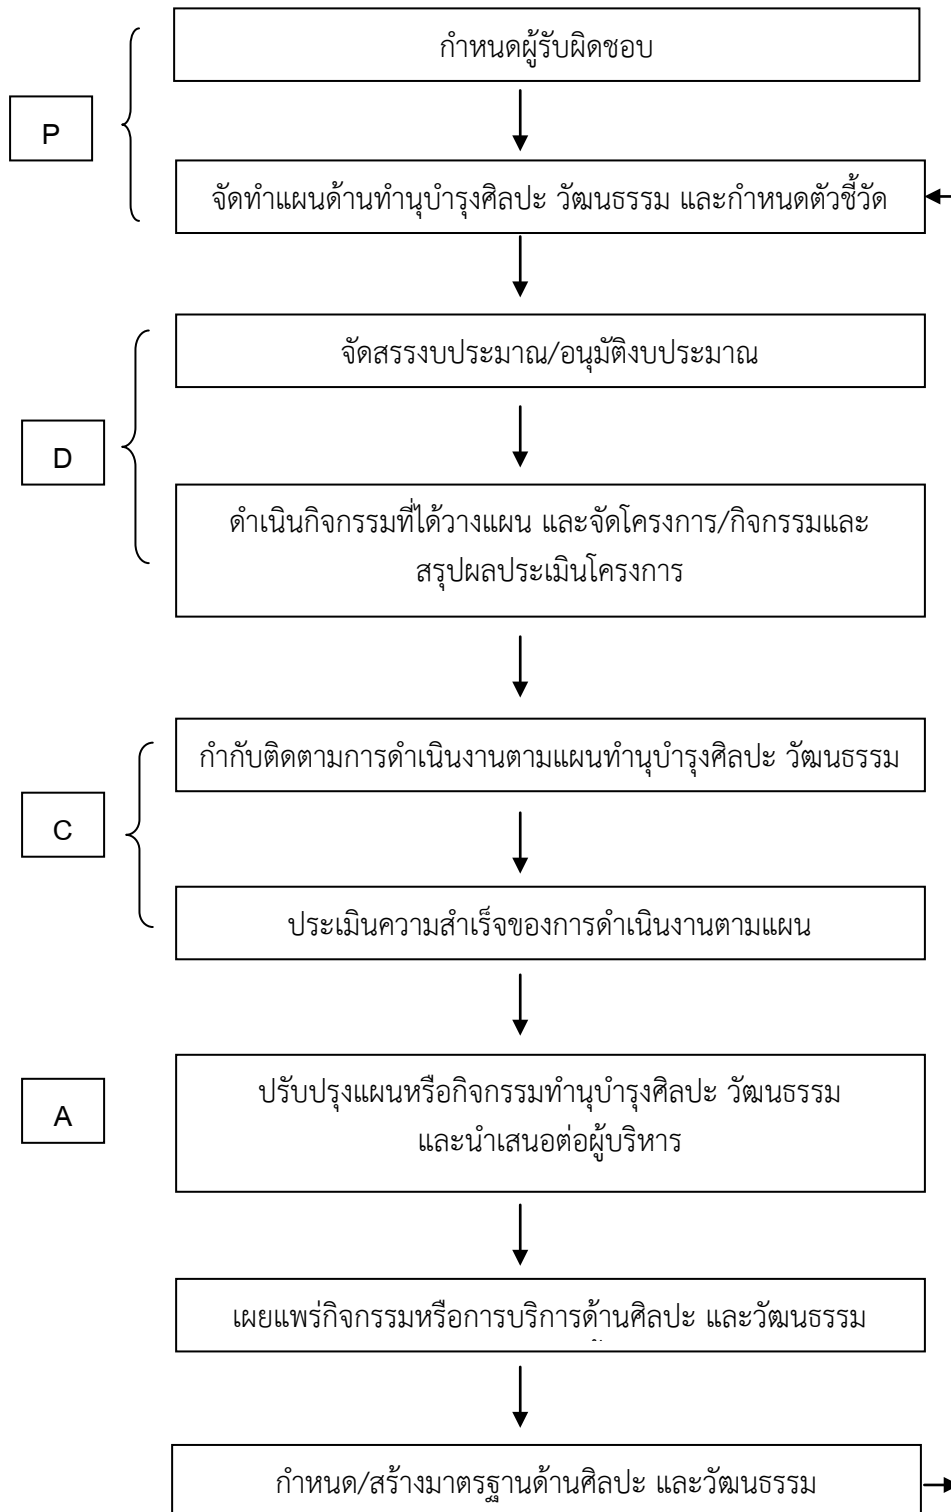 กำหนดผู้รับผิดชอบ
P
จัดทำแผนด้านทำนุบำรุงศิลปะ วัฒนธรรม และกำหนดตัวชี้วัด
จัดสรรงบประมาณ/อนุมัติงบประมาณ
D
ดำเนินกิจกรรมที่ได้วางแผน และจัดโครงการ/กิจกรรมและ
สรุปผลประเมินโครงการ
กำกับติดตามการดำเนินงานตามแผนทำนุบำรุงศิลปะ วัฒนธรรม
C
ประเมินความสำเร็จของการดำเนินงานตามแผน
ปรับปรุงแผนหรือกิจกรรมทำนุบำรุงศิลปะ วัฒนธรรม
A
และนำเสนอต่อผู้บริหาร
เผยแพร่กิจกรรมหรือการบริการด้านศิลปะ และวัฒนธรรม
กำหนด/สร้างมาตรฐานด้านศิลปะ และวัฒนธรรม